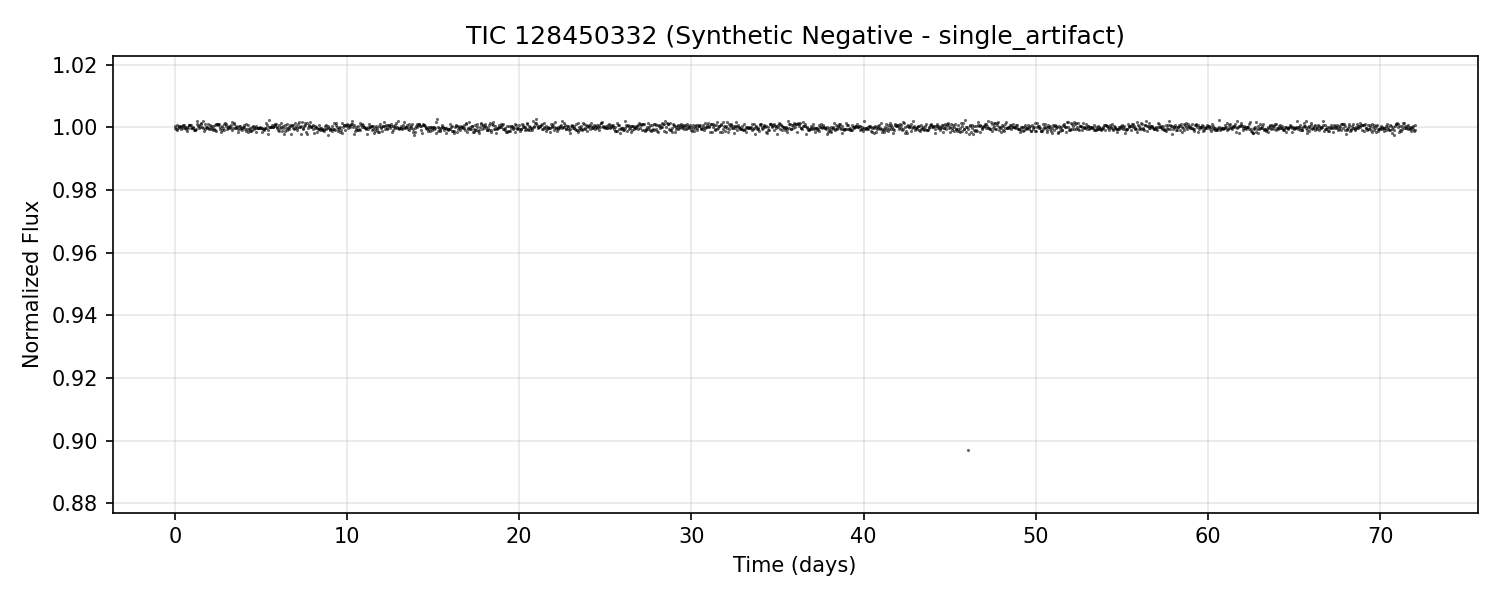 TIC 128450332 (Synthetic Negative - single_artifact)
1.02
1.00
0.98
0.96
0.94
0.92
0.90
0.88
Normalized Flux
0 10 20 30 40 50 60 70
Time (days)